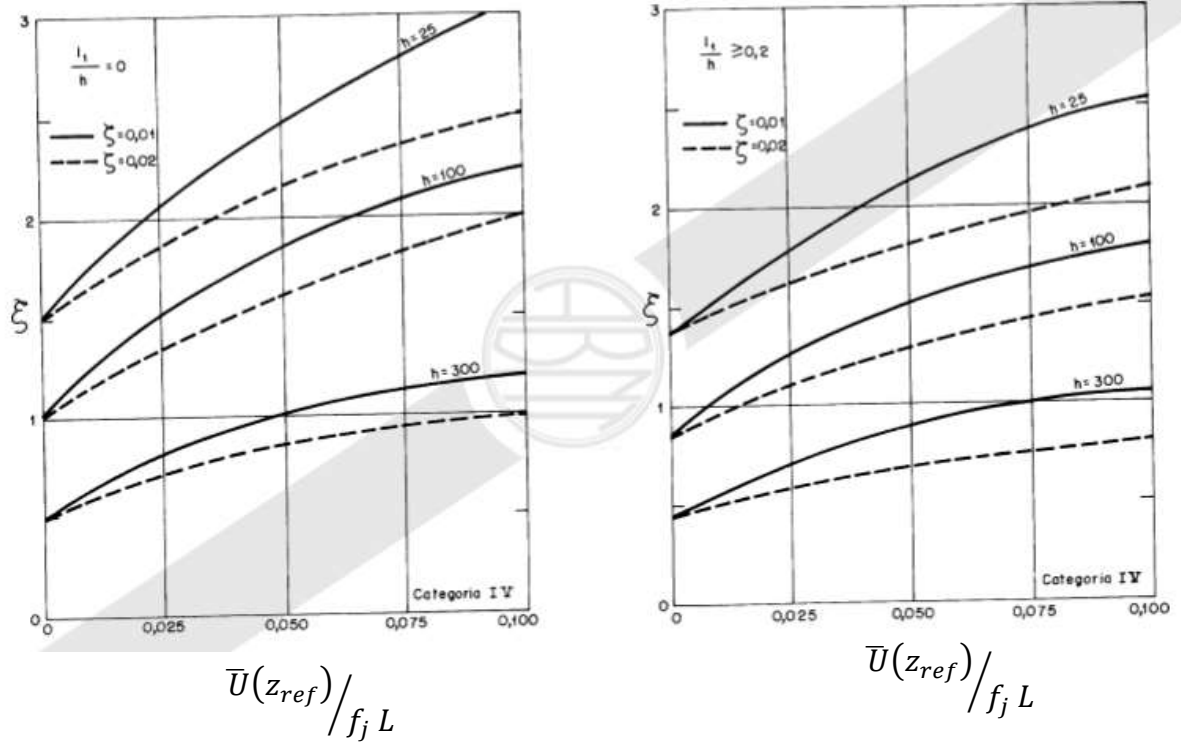 3
l₁/h = 0
ζ=0,01
ζ=0,02
h=25
h=100
2
ξ
h=300
1
Categoria IV
0
0 0,025 0,050 0,075 0,100
U̅(z_ref)/f_j L
3
l₁/h ≥0,2
ζ=0,01
ζ=0,02
h=25
2
h=100
ξ
h=300
1
Categoria IV
0
0 0,025 0,050 0,075 0,100
U̅(z_ref)/f_j L